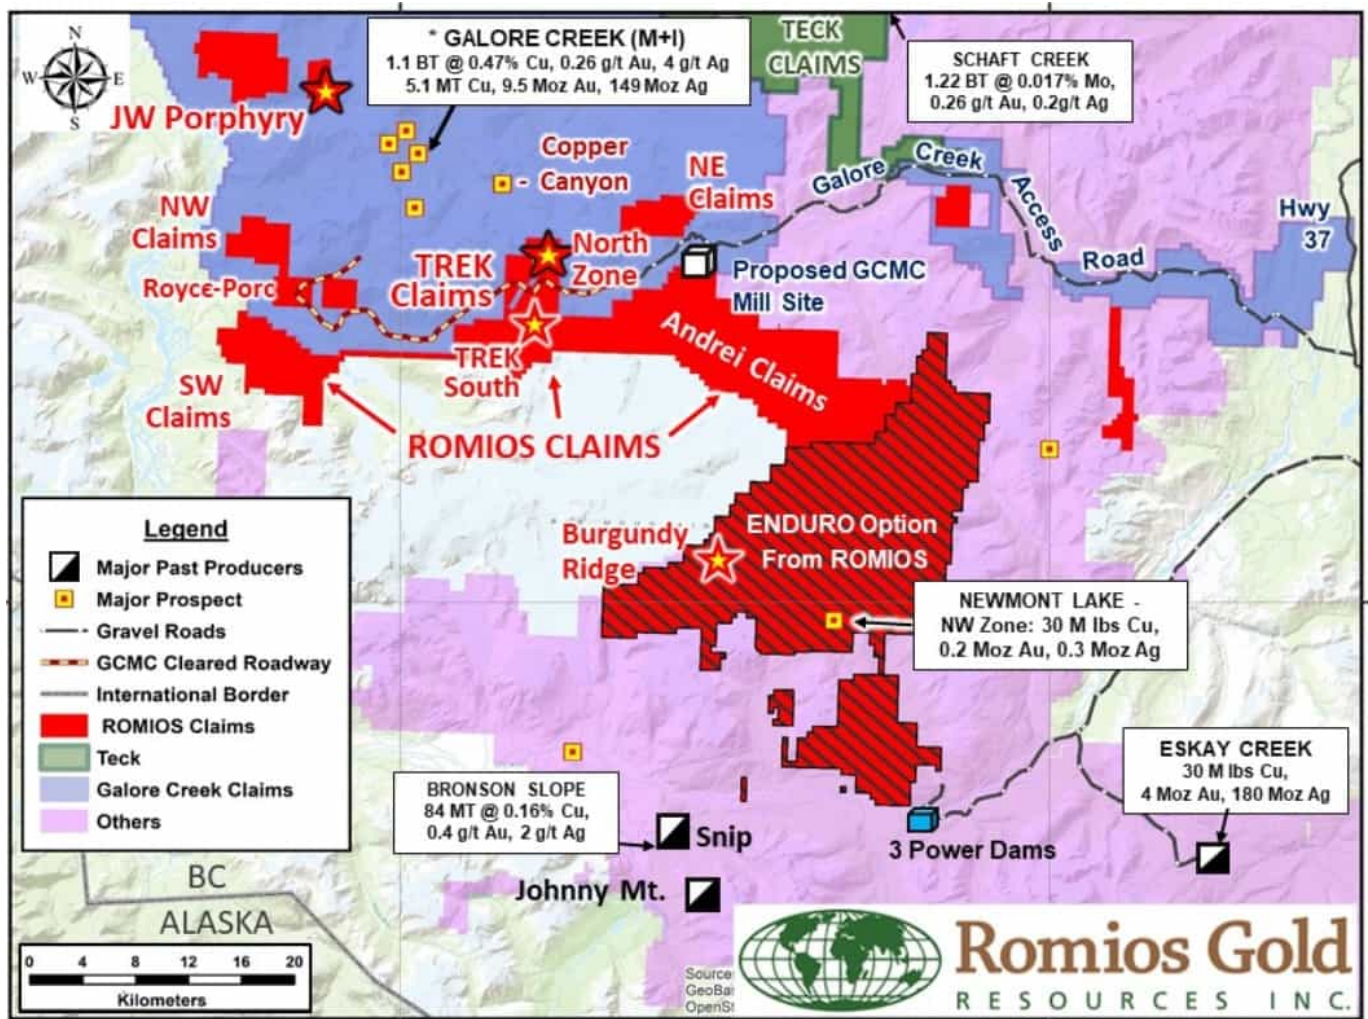 N
W E
S
* GALORE CREEK (M+I)
1.1 BT @ 0.47% Cu, 0.26 g/t Au, 4 g/t Ag
5.1 MT Cu, 9.5 Moz Au, 149 Moz Ag
TECK
CLAIMS
SCHAFT CREEK
1.22 BT @ 0.017% Mo,
0.26 g/t Au, 0.2g/t Ag
JW Porphyry
Copper
- Canyon
NE
Claims
Galore Creek Access Road
Hwy
37
NW
Claims
Royce-Porc
TREK
Claims
North
Zone
Proposed GCMC
Mill Site
Andrei Claims
TREK
South
SW
Claims
ROMIOS CLAIMS
Burgundy
Ridge
ENDURO Option
From ROMIOS
NEWMONT LAKE -
NW Zone: 30 M lbs Cu,
0.2 Moz Au, 0.3 Moz Ag
Legend
Major Past Producers
Major Prospect
Gravel Roads
GCMC Cleared Roadway
International Border
ROMIOS Claims
Teck
Galore Creek Claims
Others
BRONSON SLOPE
84 MT @ 0.16% Cu,
0.4 g/t Au, 2 g/t Ag
Snip
Johnny Mt.
3 Power Dams
ESKAY CREEK
30 M lbs Cu,
4 Moz Au, 180 Moz Ag
BC
ALASKA
0 4 8 12 16 20
Kilometers
Romios Gold
RESOURCES INC.